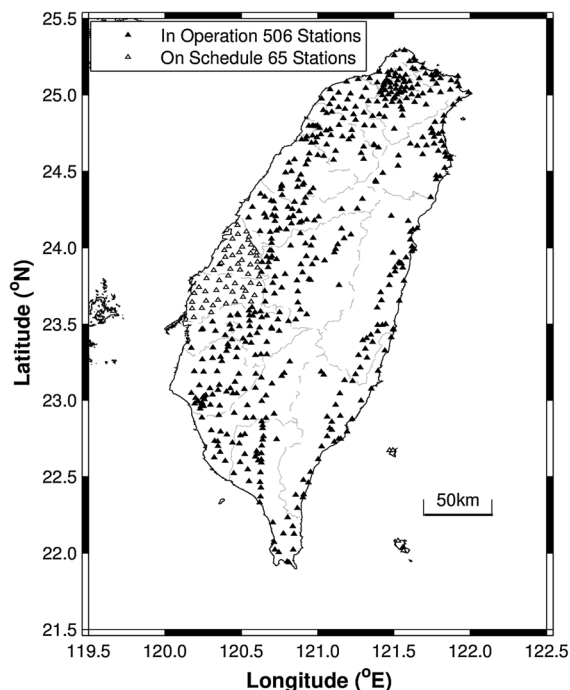 In Operation 506 Stations
On Schedule 65 Stations
25.5
25.0
24.5
24.0
23.5
23.0
22.5
22.0
21.5
Latitude (°N)
50km
119.5 120.0 120.5 121.0 121.5 122.0 122.5
Longitude (°E)